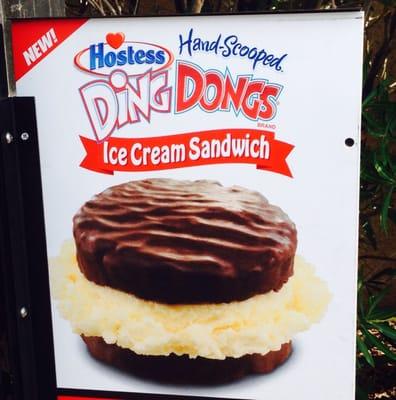 NEW!
Hostess
Hand-Scooped
DING DONGS
BRAND
Ice Cream Sandwich